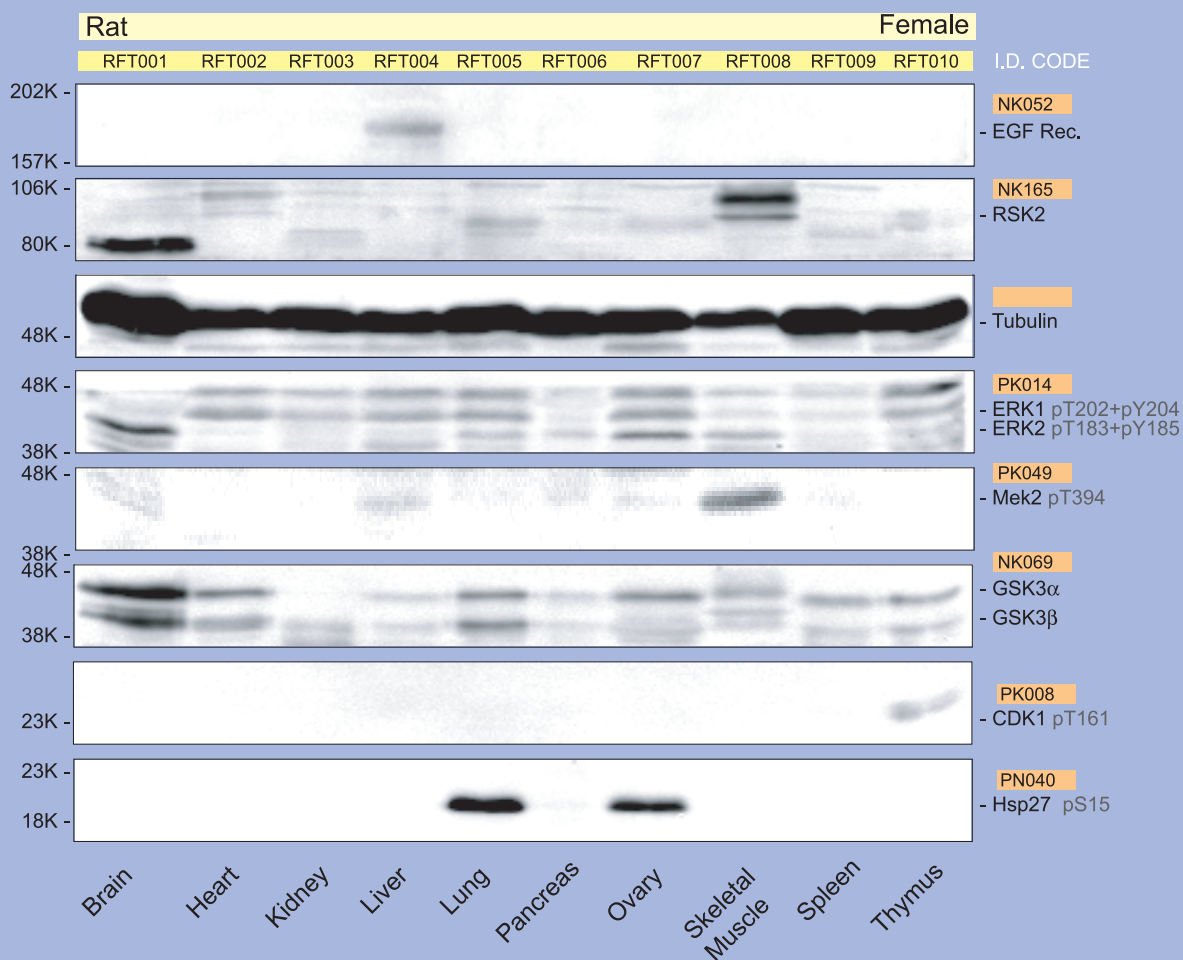 Rat Female
RFT001 RFT002 RFT003 RFT004 RFT005 RFT006 RFT007 RFT008 RFT009 RFT010 I.D. CODE
202K -
NK052
- EGF Rec.
157K -
106K -
NK165
- RSK2
80K -
- Tubulin
48K -
48K -
PK014
- ERK1 pT202+pY204
- ERK2 pT183+pY185
38K -
48K -
PK049
- Mek2 pT394
38K -
48K -
NK069
- GSK3α
- GSK3β
38K -
PK008
23K -
- CDK1 pT161
23K -
PN040
- Hsp27 pS15
18K -
Brain Heart Kidney Liver Lung Pancreas Ovary Skeletal Muscle Spleen Thymus